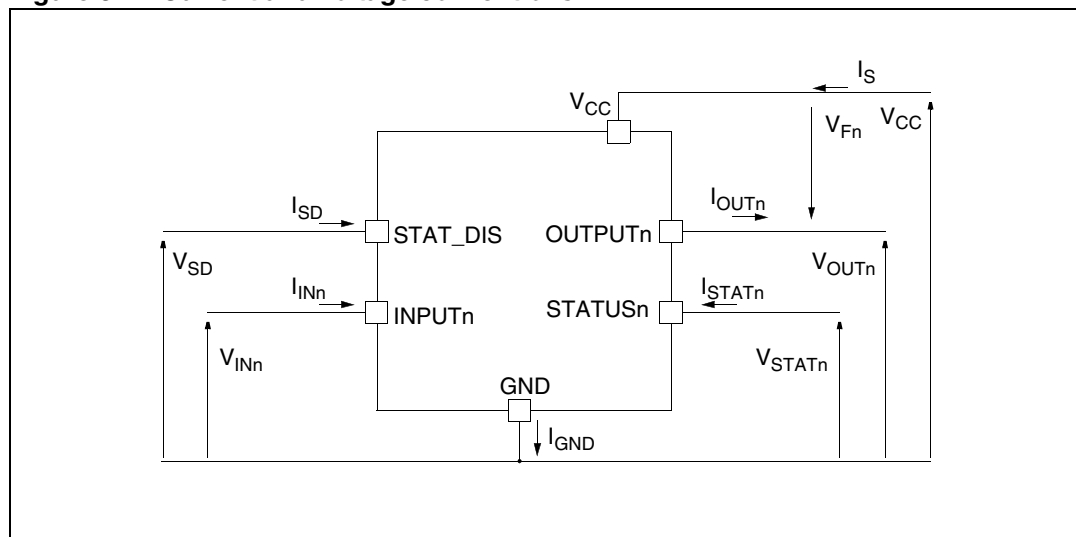 I_S
V_CC
V_Fn
V_CC
I_SD
I_OUTn
STAT_DIS
OUTPUTn
V_SD
V_OUTn
I_INn
I_STATn
INPUTn
STATUSn
V_INn
V_STATn
GND
I_GND